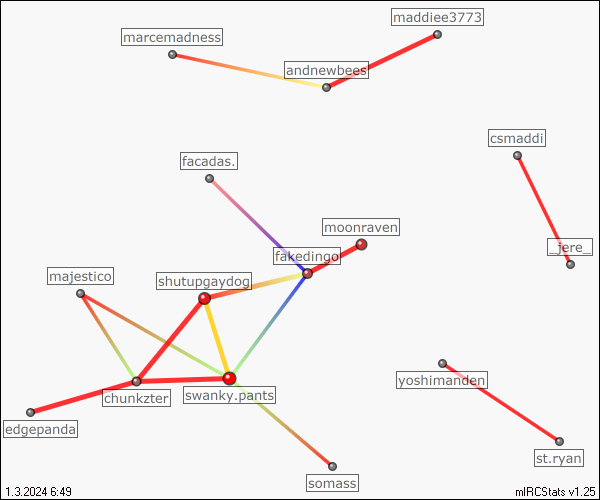 maddiee3773
marcemadness
andnewbees
csmaddi
facadas.
moonraven
_jere_
fakedingo
majestico
shutupgaydog
yoshimanden
swanky.pants
chunkzter
edgepanda
st.ryan
somass
1.3.2024 6:49
mIRCStats v1.25